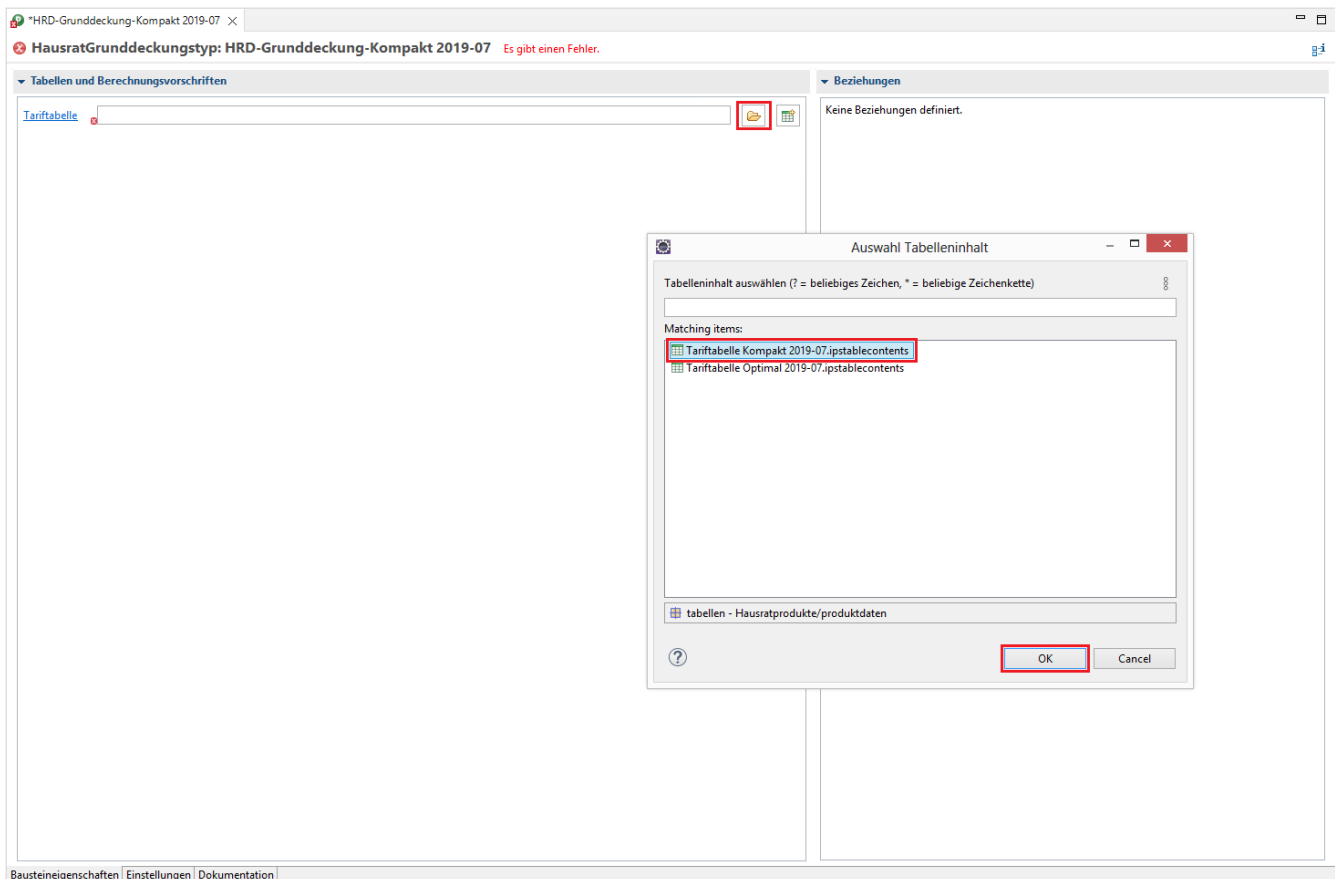 *HRD-Grunddeckung-Kompakt 2019-07
HausratGrunddeckungstyp: HRD-Grunddeckung-Kompakt 2019-07 Es gibt einen Fehler.
Tabellen und Berechnungsvorschriften
Beziehungen
Tariftabelle
Keine Beziehungen definiert.
Auswahl Tabelleninhalt
Tabelleninhalt auswählen (? = beliebiges Zeichen, * = beliebige Zeichenkette)
Matching items:
Tariftabelle Kompakt 2019-07.ipstablecontents
Tariftabelle Optimal 2019-07.ipstablecontents
tabellen - Hausratprodukte/produktdaten
OK Cancel
Bausteineigenschaften Einstellungen Dokumentation